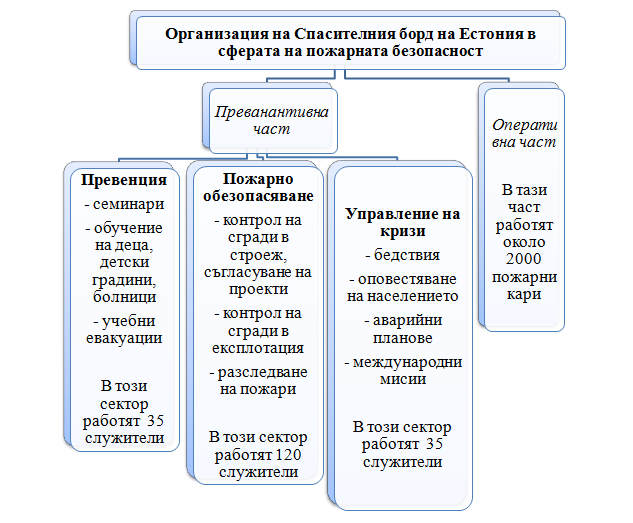 Организация на Спасителния борд на Естония в
сферата на пожарната безопасност
Преванантивна
част
Операти
вна част
В тази
част
работят
около
2000
пожарни
кари
Превенция
- семинари
- обучение
на деца,
детски
градини,
болници
- учебни
евакуации
В този
сектор
работят 35
служители
Пожарно
обезопасяване
- контрол на
сгради в
строеж,
съгласуване на
проекти
- контрол на
сгради в
експлотация
- разследване
на пожари
В този сектор
работят 120
служители
Управление на
кризи
- бедствия
- оповестяване
на населението
- аварийни
планове
- международни
мисии
В този сектор
работят 35
служители